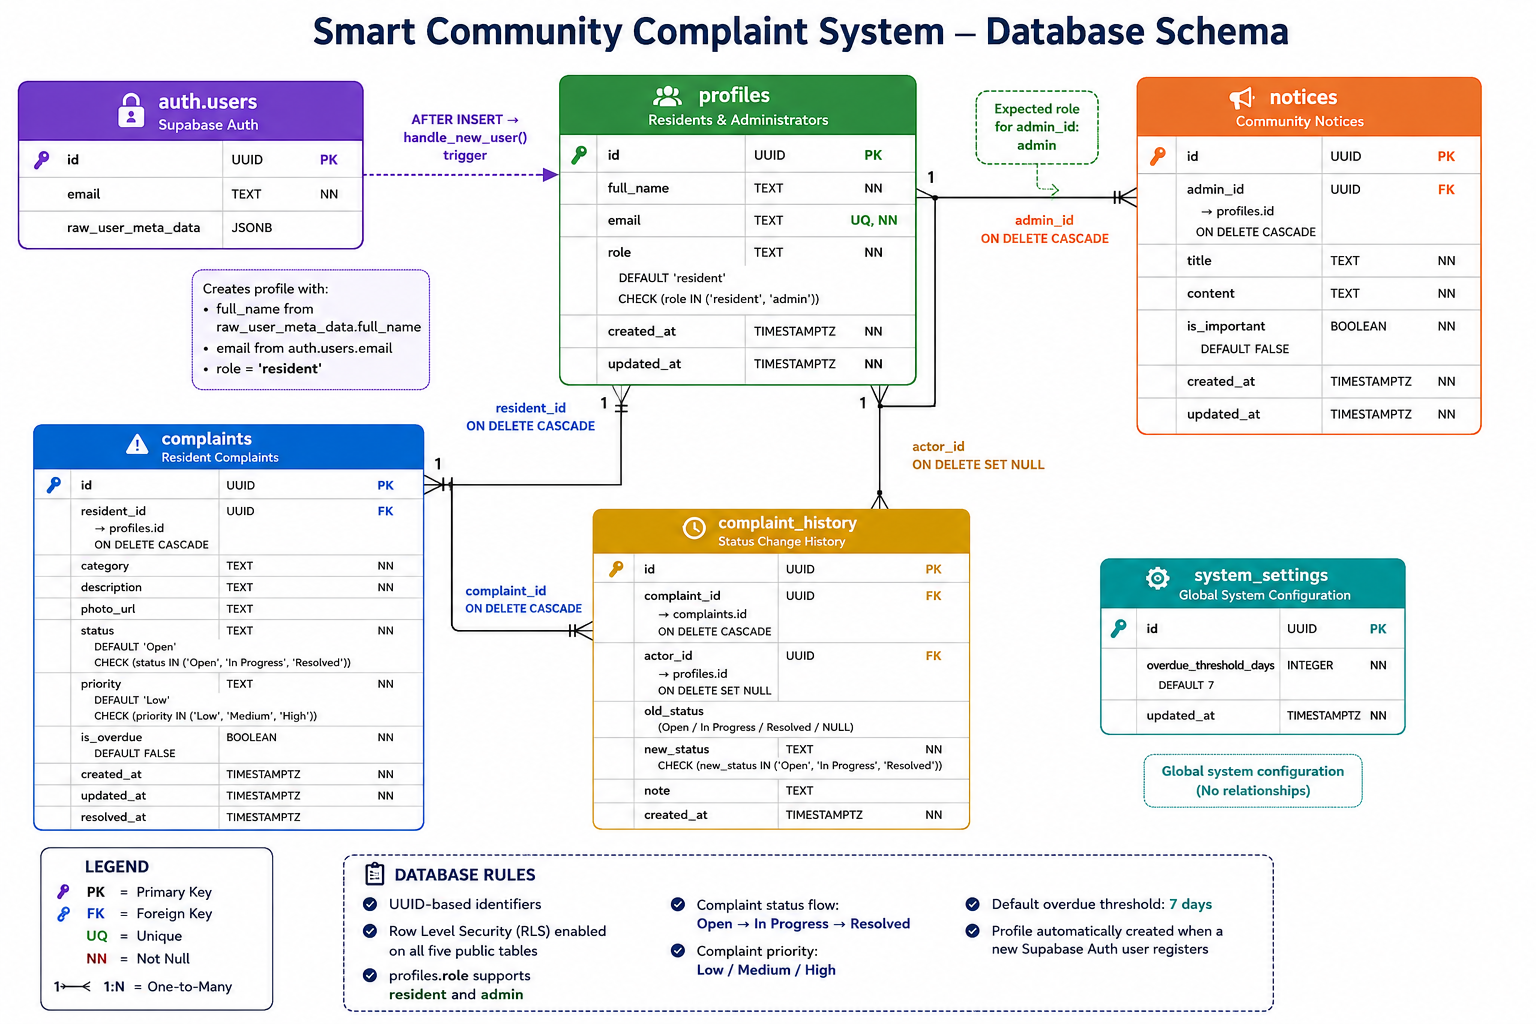 Smart Community Complaint System – Database Schema
auth.users
Supabase Auth
id UUID PK
email TEXT NN
raw_user_meta_data JSONB
AFTER INSERT →
handle_new_user()
trigger
Creates profile with:
• full_name from
raw_user_meta_data.full_name
• email from auth.users.email
• role = 'resident'
profiles
Residents & Administrators
id UUID PK
full_name TEXT NN
email TEXT UQ, NN
role TEXT NN
DEFAULT 'resident'
CHECK (role IN ('resident', 'admin'))
created_at TIMESTAMPTZ NN
updated_at TIMESTAMPTZ NN
Expected role
for admin_id:
admin
1
admin_id
ON DELETE CASCADE
notices
Community Notices
id UUID PK
admin_id UUID FK
→ profiles.id
ON DELETE CASCADE
title TEXT NN
content TEXT NN
is_important BOOLEAN NN
DEFAULT FALSE
created_at TIMESTAMPTZ NN
updated_at TIMESTAMPTZ NN
resident_id
ON DELETE CASCADE
1
1
actor_id
ON DELETE SET NULL
complaints
Resident Complaints
id UUID PK
resident_id UUID FK
→ profiles.id
ON DELETE CASCADE
category TEXT NN
description TEXT NN
photo_url TEXT
status TEXT NN
DEFAULT 'Open'
CHECK (status IN ('Open', 'In Progress', 'Resolved'))
priority TEXT NN
DEFAULT 'Low'
CHECK (priority IN ('Low', 'Medium', 'High'))
is_overdue BOOLEAN NN
DEFAULT FALSE
created_at TIMESTAMPTZ NN
updated_at TIMESTAMPTZ NN
resolved_at TIMESTAMPTZ
1
complaint_id
ON DELETE CASCADE
complaint_history
Status Change History
id UUID PK
complaint_id UUID FK
→ complaints.id
ON DELETE CASCADE
actor_id UUID FK
→ profiles.id
ON DELETE SET NULL
old_status
(Open / In Progress / Resolved / NULL)
new_status TEXT NN
CHECK (new_status IN ('Open', 'In Progress', 'Resolved'))
note TEXT
created_at TIMESTAMPTZ NN
system_settings
Global System Configuration
id UUID PK
overdue_threshold_days INTEGER NN
DEFAULT 7
updated_at TIMESTAMPTZ NN
Global system configuration
(No relationships)
LEGEND
PK = Primary Key
FK = Foreign Key
UQ = Unique
NN = Not Null
1 1:N = One-to-Many
DATABASE RULES
UUID-based identifiers
Row Level Security (RLS) enabled
on all five public tables
profiles.role supports
resident and admin
Complaint status flow:
Open → In Progress → Resolved
Complaint priority:
Low / Medium / High
Default overdue threshold: 7 days
Profile automatically created when a
new Supabase Auth user registers